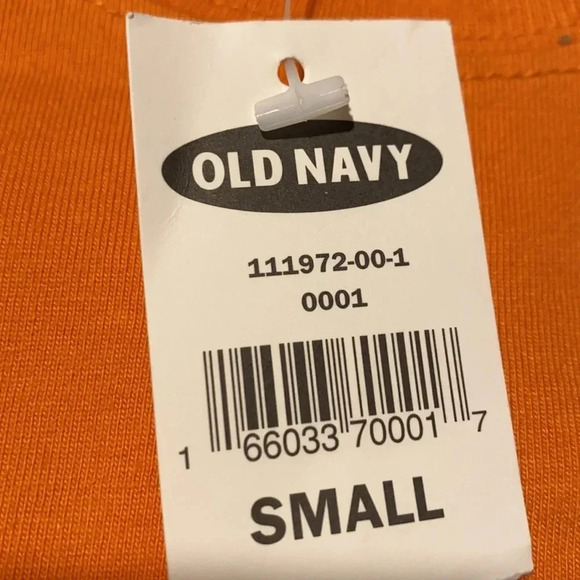 OLD NAVY
111972-00-1
0001
1 66033 70001 7
SMALL